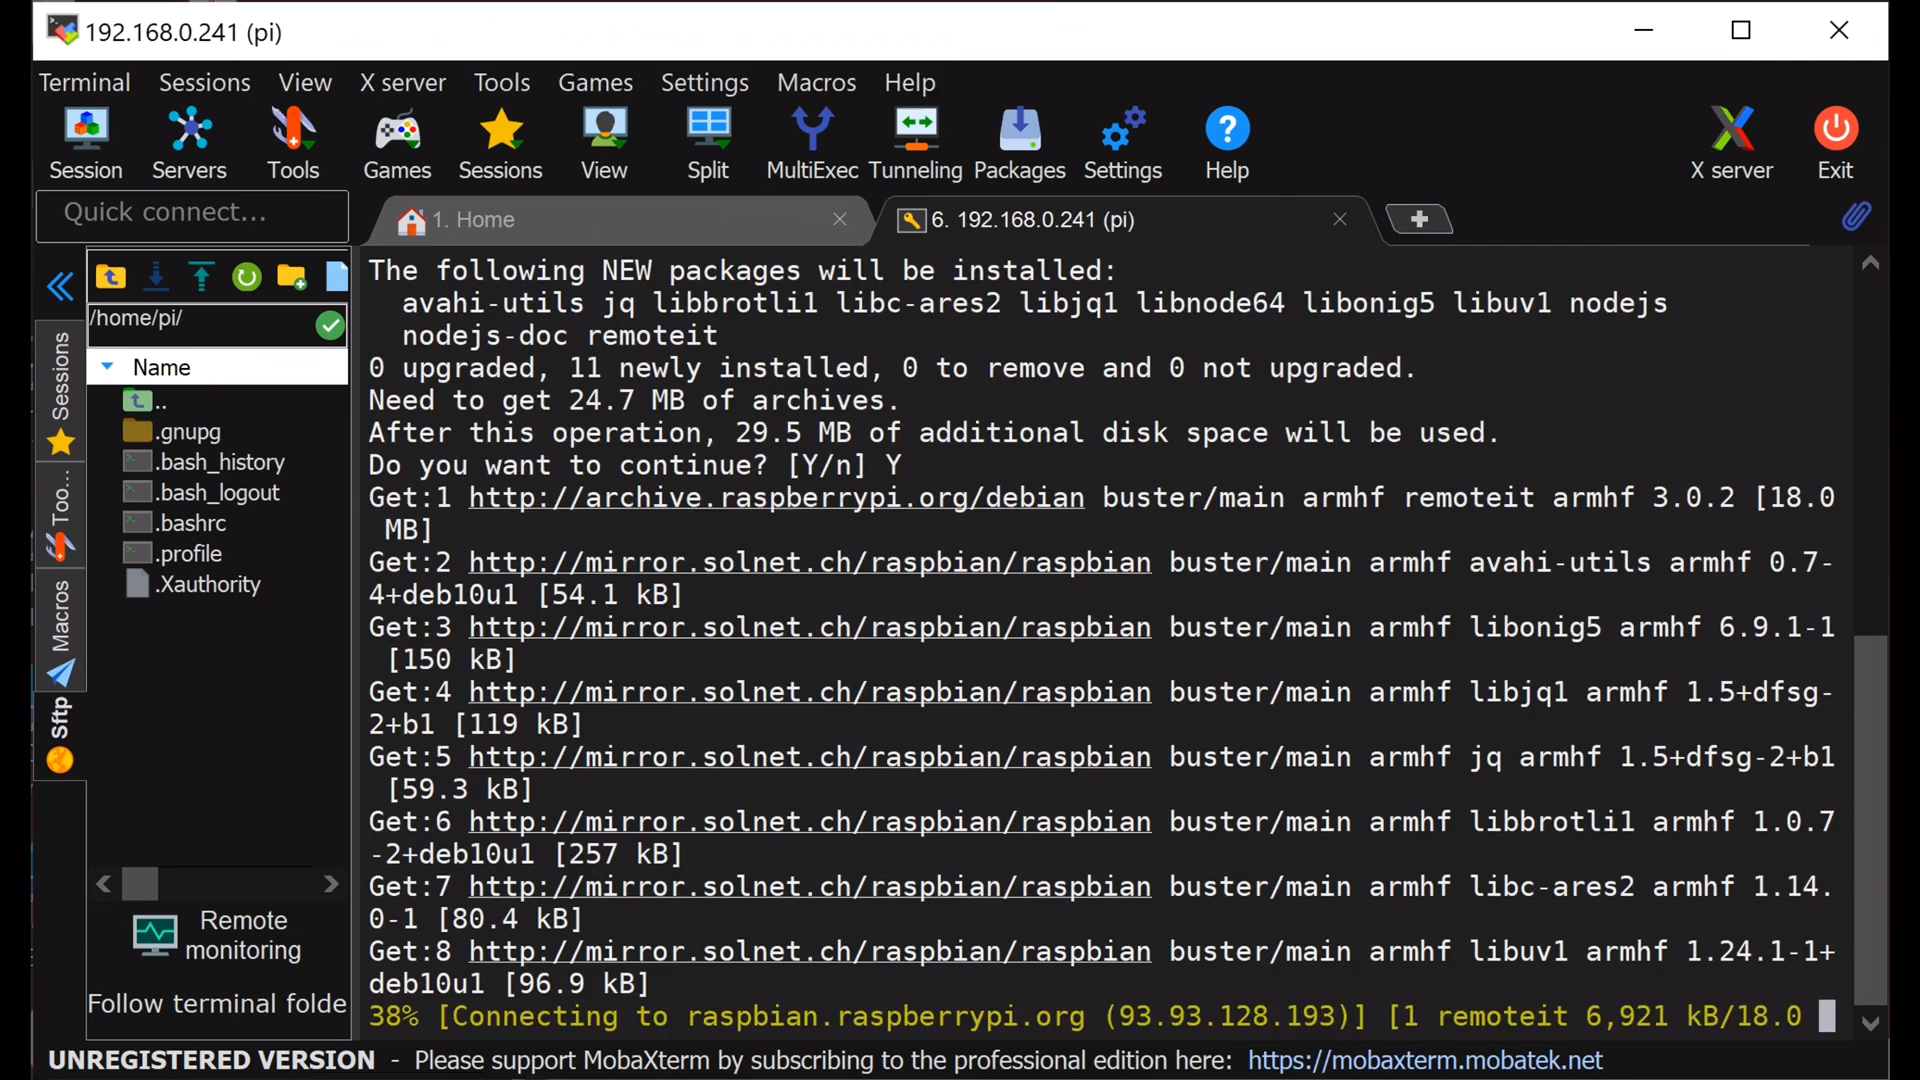 192.168.0.241 (pi)
Terminal Sessions View X server Tools Games Settings Macros Help
Session Servers Tools Games Sessions View Split MultiExec Tunneling Packages Settings Help X server Exit
Quick connect...
1. Home
6. 192.168.0.241 (pi)
/home/pi/
Name
..
.gnupg
.bash_history
.bash_logout
.bashrc
.profile
.Xauthority
Sessions
Too...
Macros
Sftp
Remote
monitoring
Follow terminal folde
The following NEW packages will be installed:
  avahi-utils jq libbrotli1 libc-ares2 libjq1 libnode64 libonig5 libuv1 nodejs
  nodejs-doc remoteit
0 upgraded, 11 newly installed, 0 to remove and 0 not upgraded.
Need to get 24.7 MB of archives.
After this operation, 29.5 MB of additional disk space will be used.
Do you want to continue? [Y/n] Y
Get:1 http://archive.raspberrypi.org/debian buster/main armhf remoteit armhf 3.0.2 [18.0
 MB]
Get:2 http://mirror.solnet.ch/raspbian/raspbian buster/main armhf avahi-utils armhf 0.7-
4+deb10u1 [54.1 kB]
Get:3 http://mirror.solnet.ch/raspbian/raspbian buster/main armhf libonig5 armhf 6.9.1-1
 [150 kB]
Get:4 http://mirror.solnet.ch/raspbian/raspbian buster/main armhf libjq1 armhf 1.5+dfsg-
2+b1 [119 kB]
Get:5 http://mirror.solnet.ch/raspbian/raspbian buster/main armhf jq armhf 1.5+dfsg-2+b1
 [59.3 kB]
Get:6 http://mirror.solnet.ch/raspbian/raspbian buster/main armhf libbrotli1 armhf 1.0.7
-2+deb10u1 [257 kB]
Get:7 http://mirror.solnet.ch/raspbian/raspbian buster/main armhf libc-ares2 armhf 1.14.
0-1 [80.4 kB]
Get:8 http://mirror.solnet.ch/raspbian/raspbian buster/main armhf libuv1 armhf 1.24.1-1+
deb10u1 [96.9 kB]
38% [Connecting to raspbian.raspberrypi.org (93.93.128.193)] [1 remoteit 6,921 kB/18.0
UNREGISTERED VERSION - Please support MobaXterm by subscribing to the professional edition here: https://mobaxterm.mobatek.net